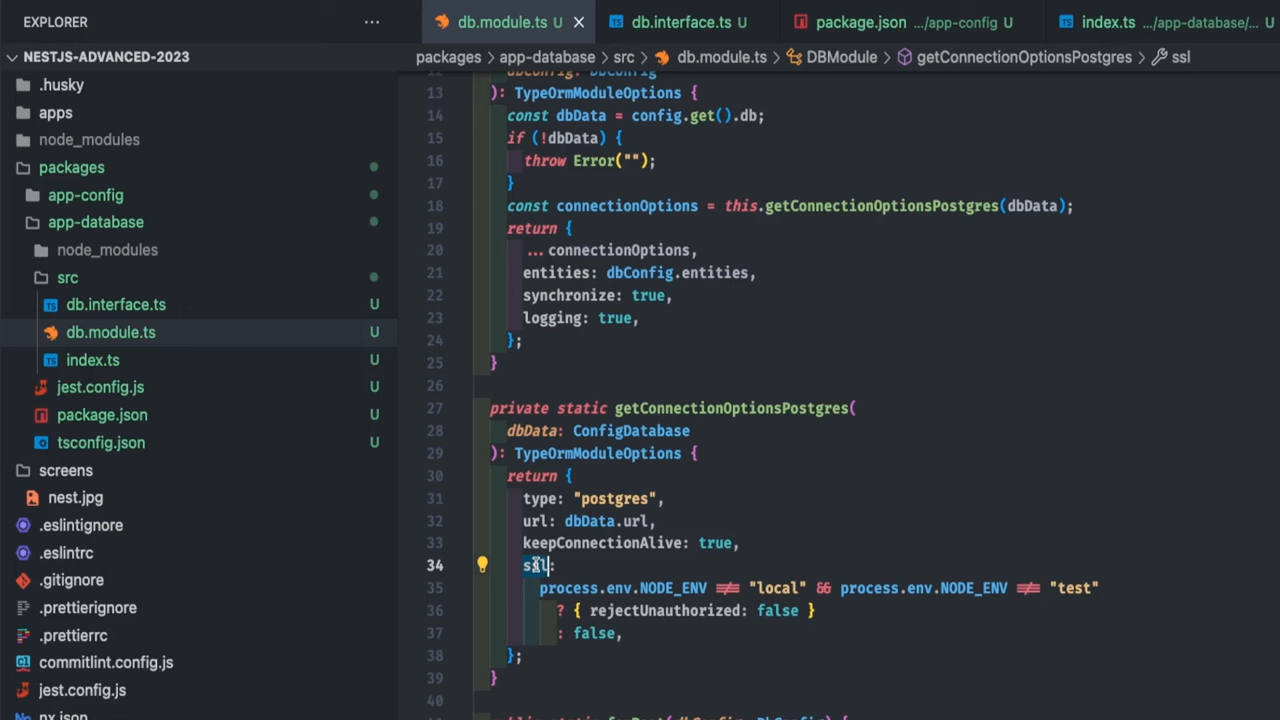 EXPLORER
NESTJS-ADVANCED-2023
.husky
apps
node_modules
packages
app-config
app-database
node_modules
src
db.interface.ts U
db.module.ts U
index.ts U
jest.config.js U
package.json U
tsconfig.json U
screens
nest.jpg
.eslintignore
.eslintrc
.gitignore
.prettierignore
.prettierrc
commitlint.config.js
jest.config.js
nx.json
db.module.ts U
db.interface.ts U
package.json .../app-config U
index.ts .../app-database/... U
packages > app-database > src > db.module.ts > DBModule > getConnectionOptionsPostgres > ssl
12 dbConfig: DbConfig
13 ): TypeOrmModuleOptions {
14 const dbData = config.get().db;
15 if (!dbData) {
16 throw Error("");
17 }
18 const connectionOptions = this.getConnectionOptionsPostgres(dbData);
19 return {
20 ...connectionOptions,
21 entities: dbConfig.entities,
22 synchronize: true,
23 logging: true,
24 };
25 }
26
27 private static getConnectionOptionsPostgres(
28 dbData: ConfigDatabase
29 ): TypeOrmModuleOptions {
30 return {
31 type: "postgres",
32 url: dbData.url,
33 keepConnectionAlive: true,
34 ssl:
35 process.env.NODE_ENV !== "local" && process.env.NODE_ENV !== "test"
36 ? { rejectUnauthorized: false }
37 : false,
38 };
39 }
40